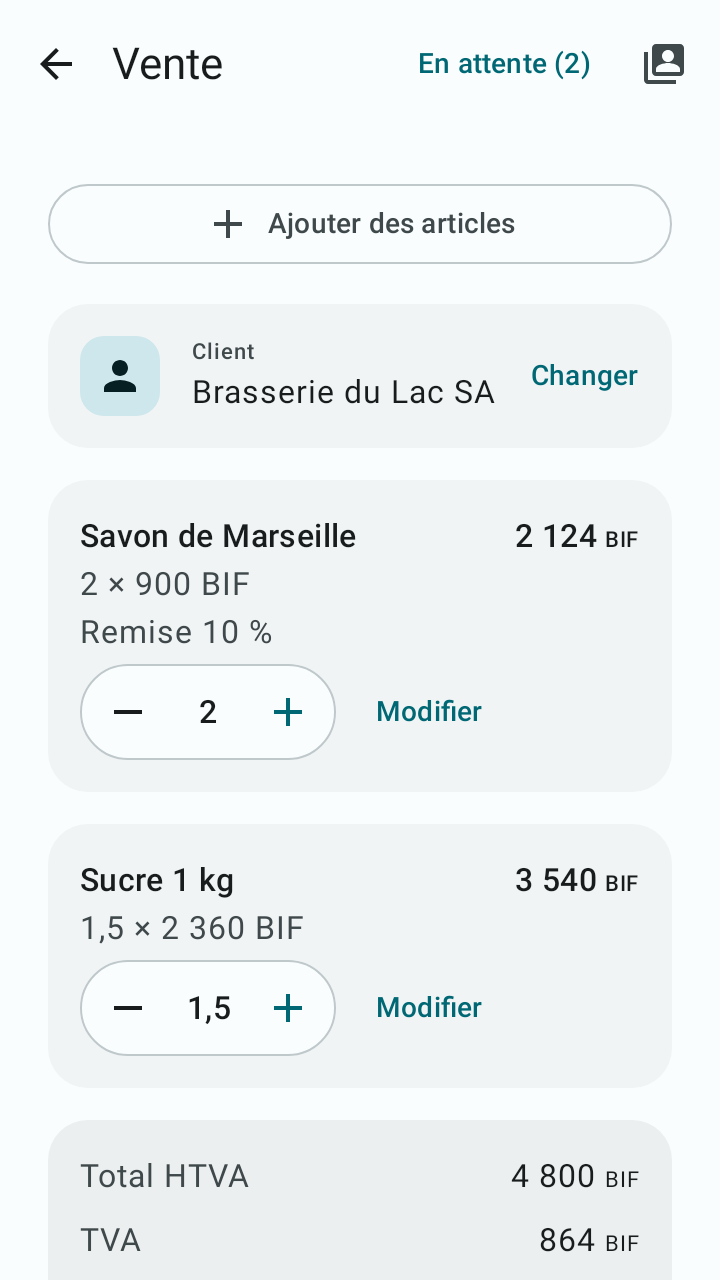 Vente
En attente (2)
Ajouter des articles
Client
Brasserie du Lac SA
Changer
Savon de Marseille
2 124 BIF
2 × 900 BIF
Remise 10 %
2
Modifier
Sucre 1 kg
3 540 BIF
1,5 × 2 360 BIF
1,5
Modifier
Total HTVA
4 800 BIF
TVA
864 BIF